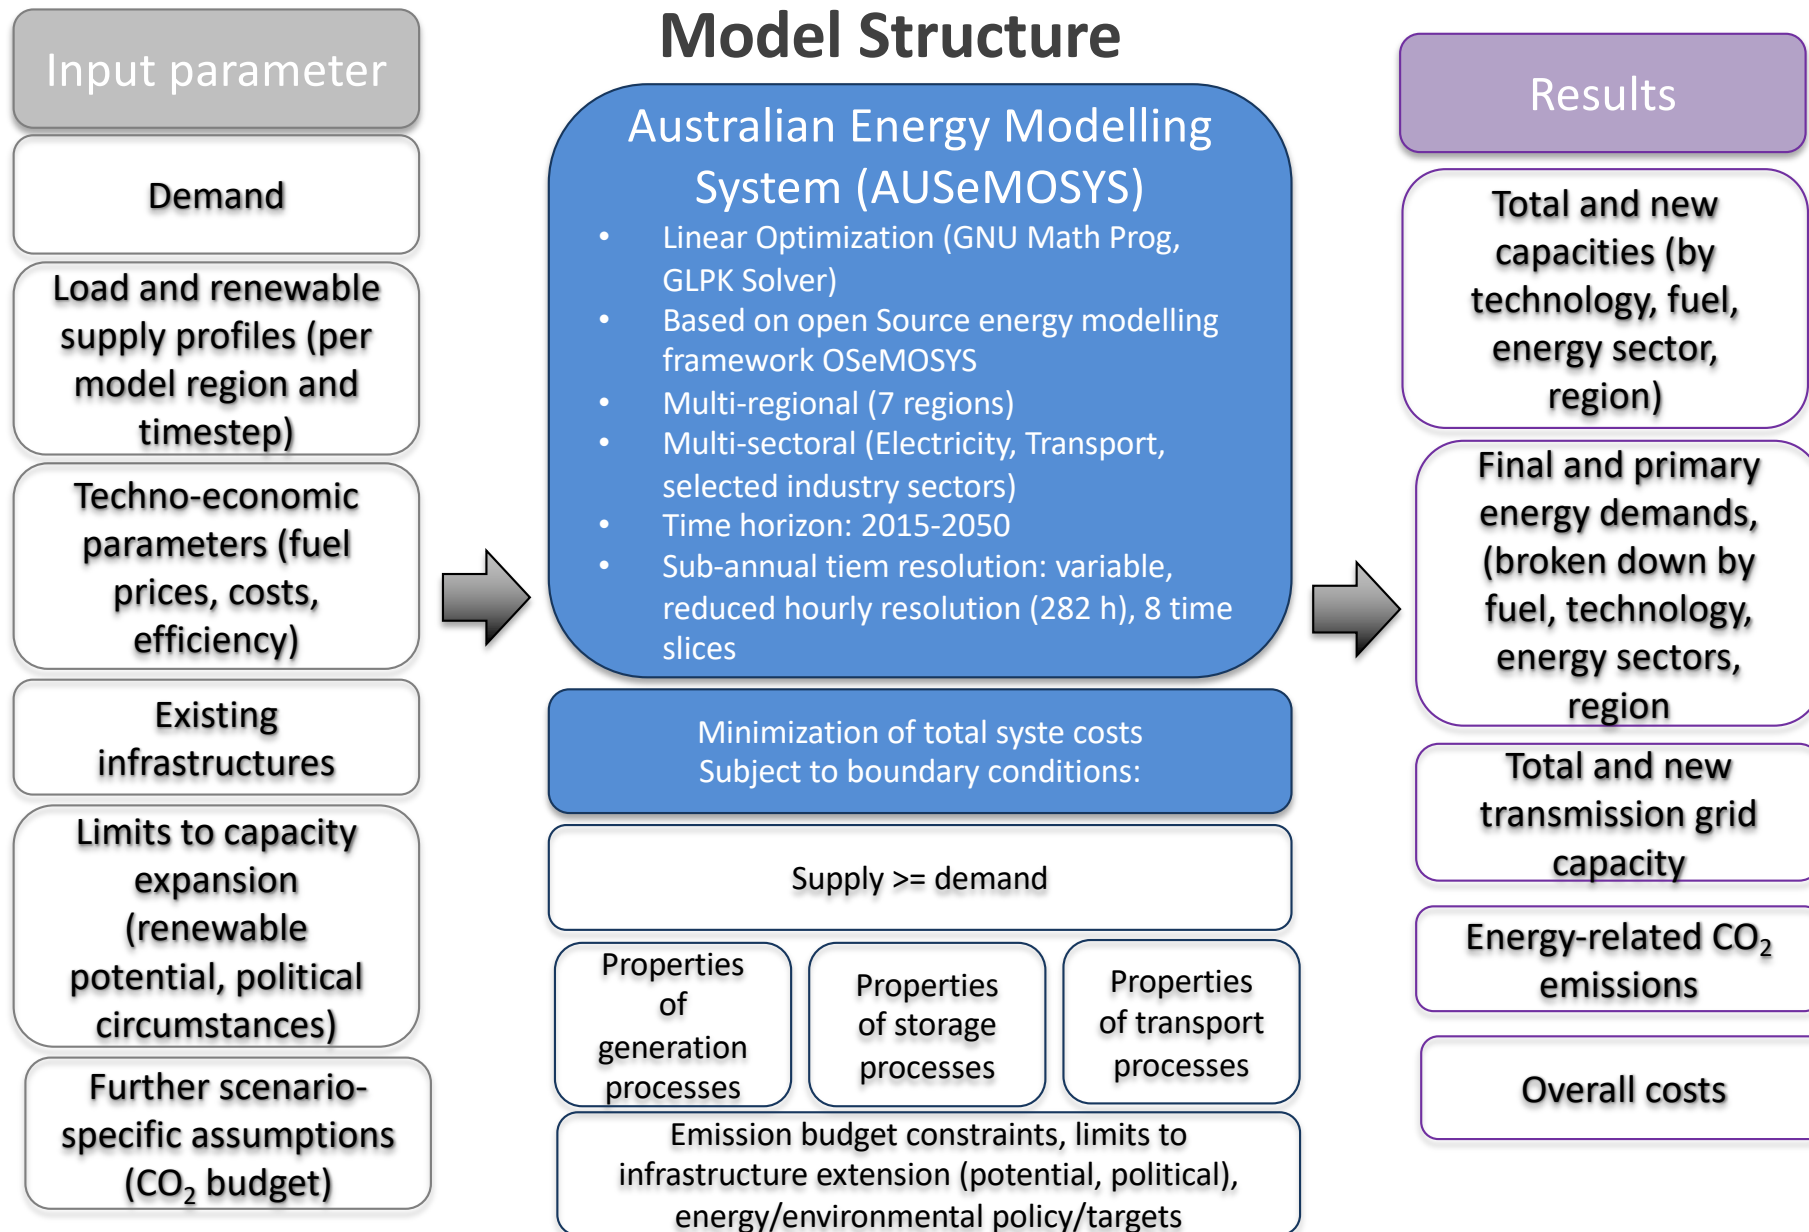 Model Structure
Input parameter
Demand
Load and renewable
supply profiles (per
model region and
timestep)
Techno-economic
parameters (fuel
prices, costs,
efficiency)
Existing
infrastructures
Limits to capacity
expansion
(renewable
potential, political
circumstances)
Further scenario-
specific assumptions
(CO₂ budget)
Australian Energy Modelling
System (AUSeMOSYS)
• Linear Optimization (GNU Math Prog,
GLPK Solver)
• Based on open Source energy modelling
framework OSeMOSYS
• Multi-regional (7 regions)
• Multi-sectoral (Electricity, Transport,
selected industry sectors)
• Time horizon: 2015-2050
• Sub-annual tiem resolution: variable,
reduced hourly resolution (282 h), 8 time
slices
Minimization of total syste costs
Subject to boundary conditions:
Supply >= demand
Properties
of
generation
processes
Properties
of storage
processes
Properties
of transport
processes
Emission budget constraints, limits to
infrastructure extension (potential, political),
energy/environmental policy/targets
Results
Total and new
capacities (by
technology, fuel,
energy sector,
region)
Final and primary
energy demands,
(broken down by
fuel, technology,
energy sectors,
region
Total and new
transmission grid
capacity
Energy-related CO₂
emissions
Overall costs